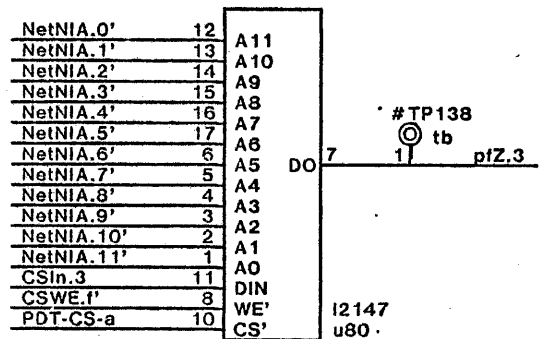 NetNIA.0' 12 A11
NetNIA.1' 13 A10
NetNIA.2' 14 A9
NetNIA.3' 15 A8
NetNIA.4' 16 A7
NetNIA.5' 17 A6
NetNIA.6' 6 A5
NetNIA.7' 5 A4
NetNIA.8' 4 A3
NetNIA.9' 3 A2
NetNIA.10' 2 A1
NetNIA.11' 1 A0
CSIn.3 11 DIN
CSWE.f' 8 WE'
PDT-CS-a 10 CS'
#TP138
tb
DO 7 1 pfZ.3
I2147
u80